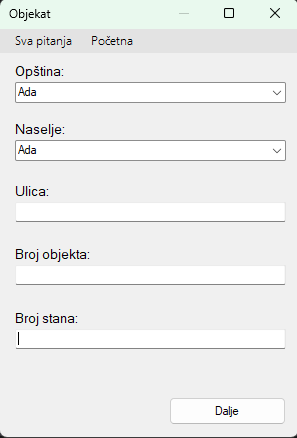 Objekat
Sva pitanja Početna
Opština:
Ada
Naselje:
Ada
Ulica:
Broj objekta:
Broj stana:
Dalje